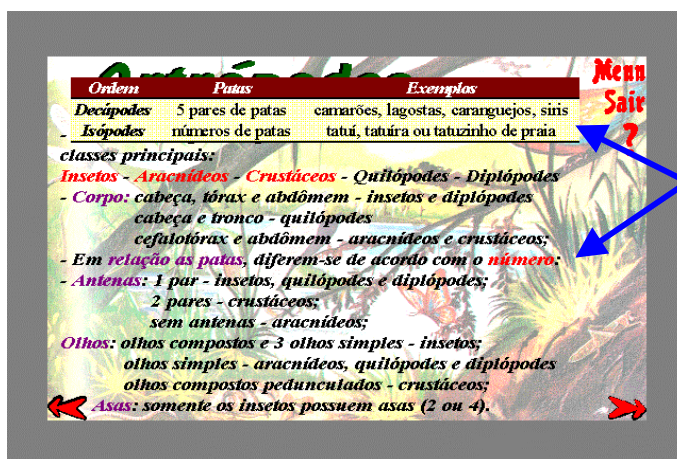 Artrópodes
Menu
Sair
?
Ordem Patas Exemplos
Decápodes 5 pares de patas camarões, lagostas, caranguejos, siris
Isópodes números de patas tatuí, tatuíra ou tatuzinho de praia
-
classes principais:
Insetos - Aracnídeos - Crustáceos - Quilópodes - Diplópodes
- Corpo: cabeça, tórax e abdômem - insetos e diplópodes
cabeça e tronco - quilópodes
cefalotórax e abdômem - aracnídeos e crustáceos;
- Em relação as patas, diferem-se de acordo com o número;
- Antenas: 1 par - insetos, quilópodes e diplópodes;
2 pares - crustáceos;
sem antenas - aracnídeos;
Olhos: olhos compostos e 3 olhos simples - insetos;
olhos simples - aracnídeos, quilópodes e diplópodes
olhos compostos pedunculados - crustáceos;
Asas: somente os insetos possuem asas (2 ou 4).